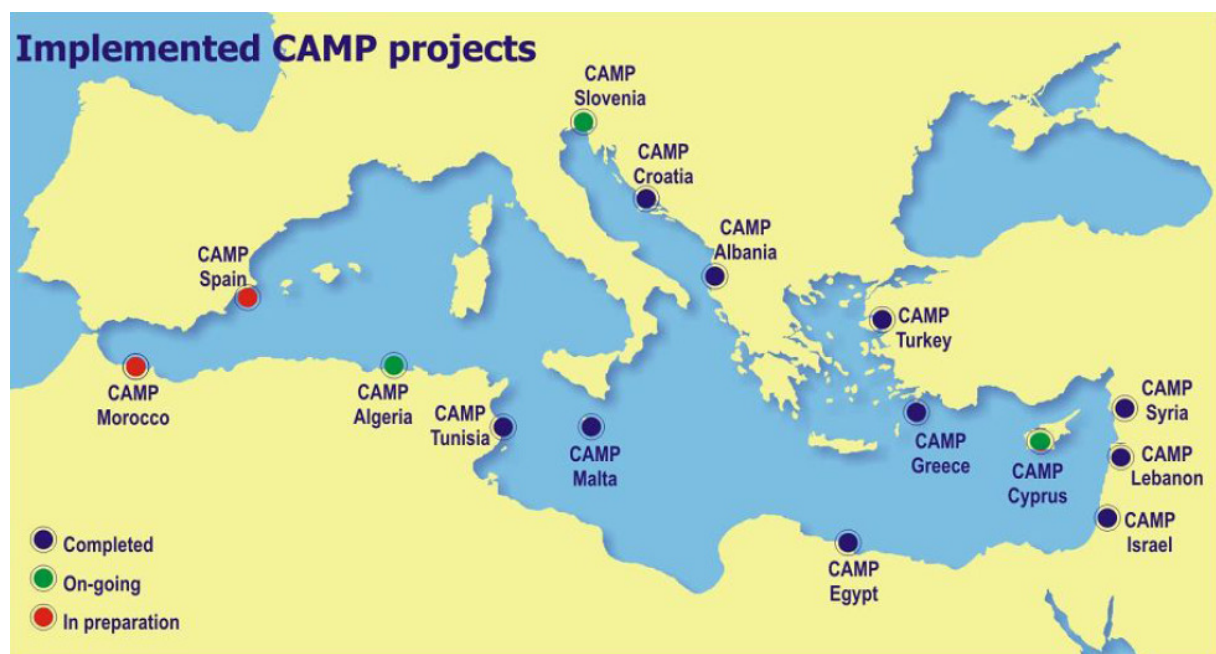 Implemented CAMP projects
CAMP
Slovenia
CAMP
Croatia
CAMP
Albania
CAMP
Spain
CAMP
Turkey
CAMP
Morocco
CAMP
Algeria
CAMP
Tunisia
CAMP
Malta
CAMP
Greece
CAMP
Cyprus
CAMP
Syria
CAMP
Lebanon
CAMP
Israel
CAMP
Egypt
Completed
On-going
In preparation